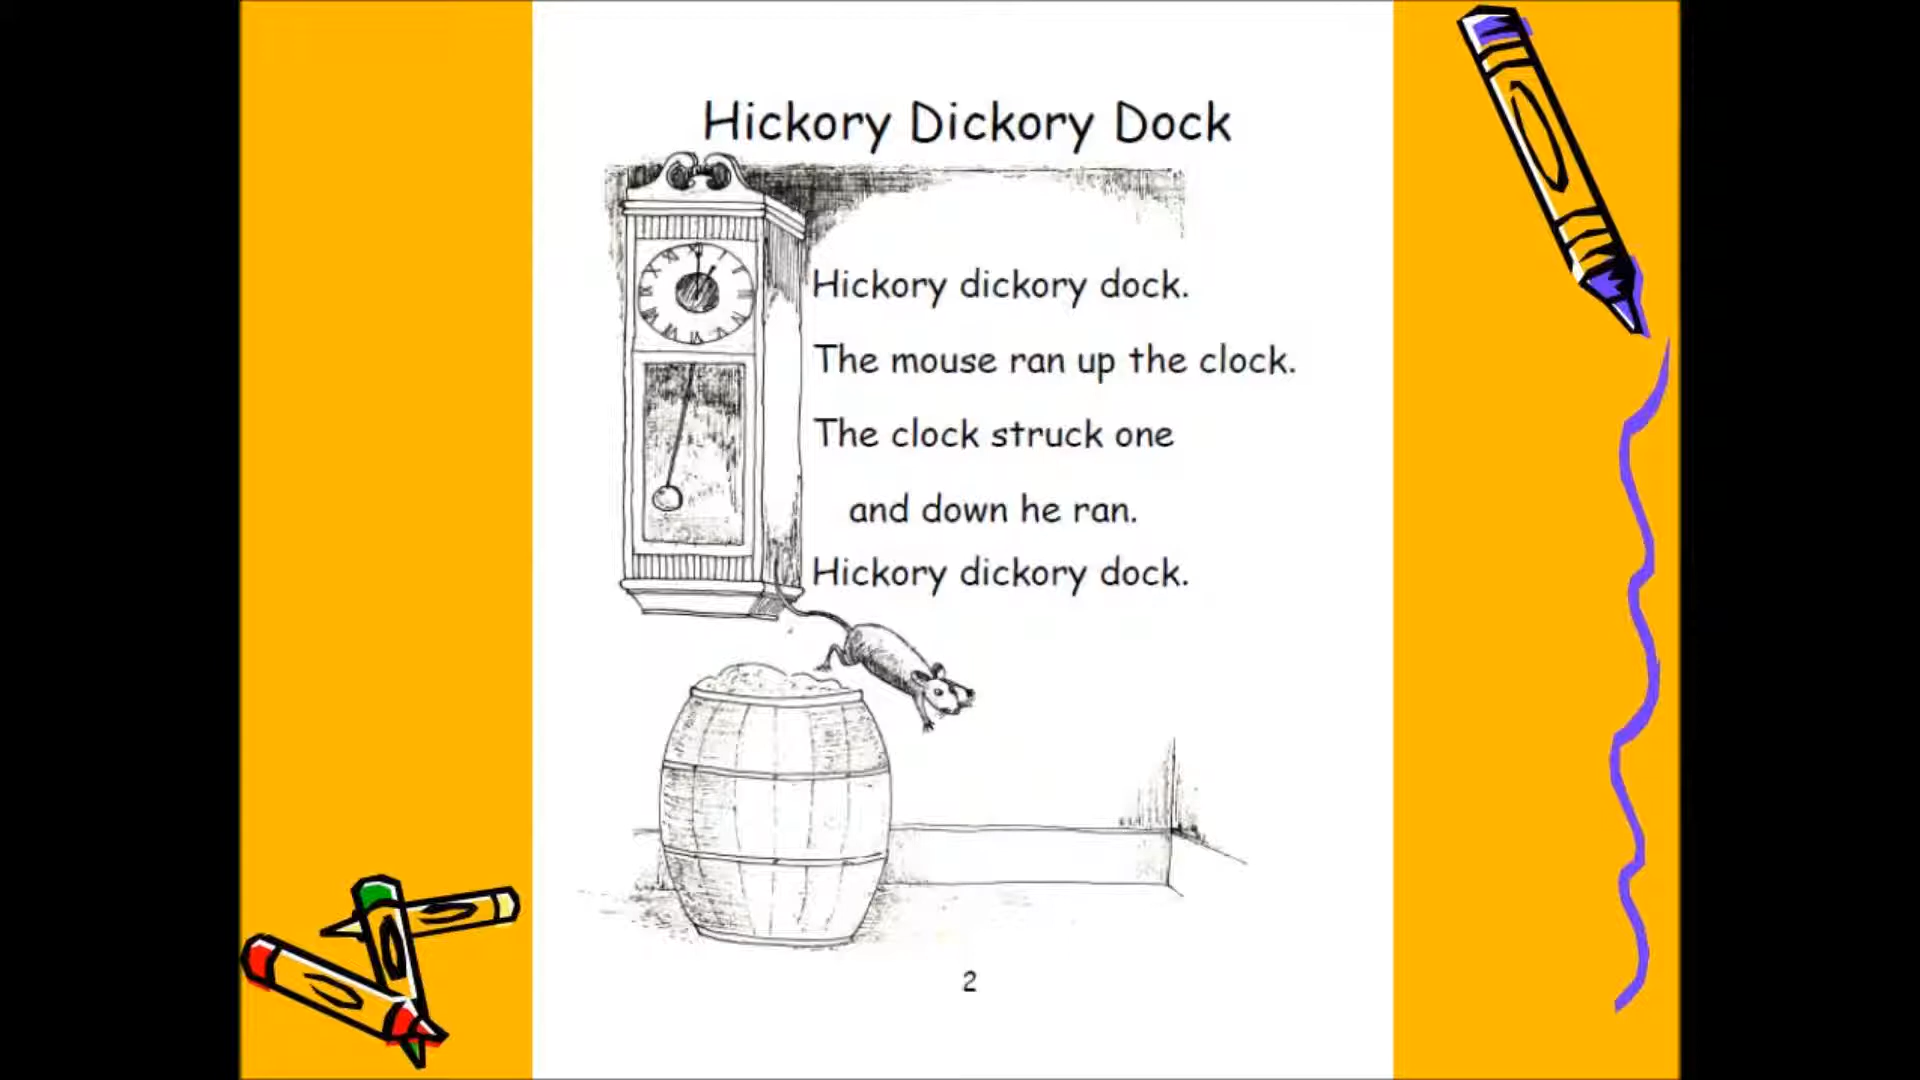 Hickory Dickory Dock
Hickory dickory dock.
The mouse ran up the clock.
The clock struck one
and down he ran.
Hickory dickory dock.
2